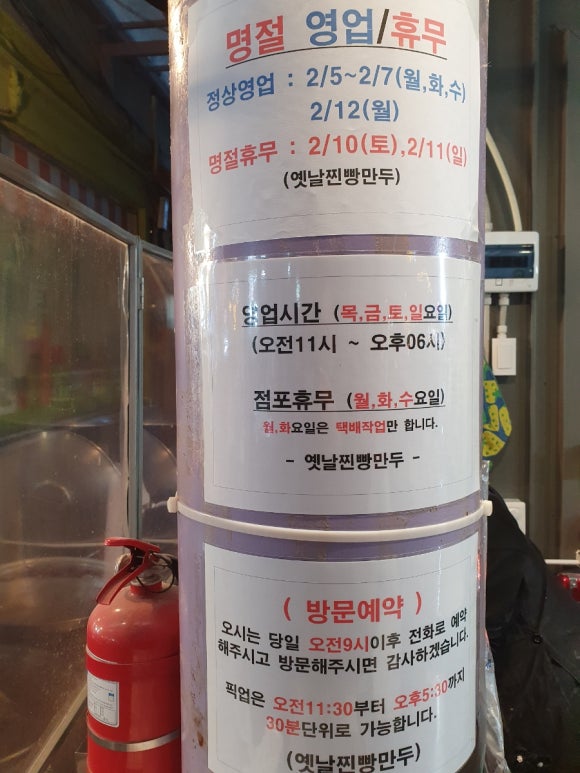 명절 영업/휴무
정상영업 : 2/5~2/7(월,화,수)
2/12(월)
명절휴무 : 2/10(토),2/11(일)
(옛날찐빵만두)
영업시간 (목,금,토,일요일)
(오전11시 ~ 오후06시)
점포휴무 (월,화,수요일)
월,화요일은 택배작업만 합니다.
- 옛날찐빵만두 -
( 방문예약 )
오시는 당일 오전9시이후 전화로 예약
해주시고 방문해주시면 감사하겠습니다.
픽업은 오전11:30부터 오후5:30까지
30분단위로 가능합니다.
(옛날찐빵만두)